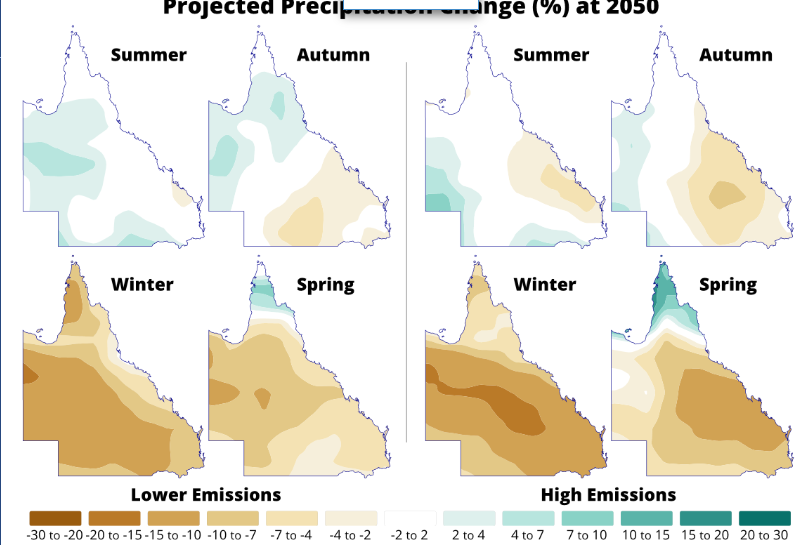 Projected Precipitation Change (%) at 2050
Summer Autumn Summer Autumn
Winter Spring Winter Spring
Lower Emissions High Emissions
-30 to -20 -20 to -15 -15 to -10 -10 to -7 -7 to -4 -4 to -2 -2 to 2 2 to 4 4 to 7 7 to 10 10 to 15 15 to 20 20 to 30